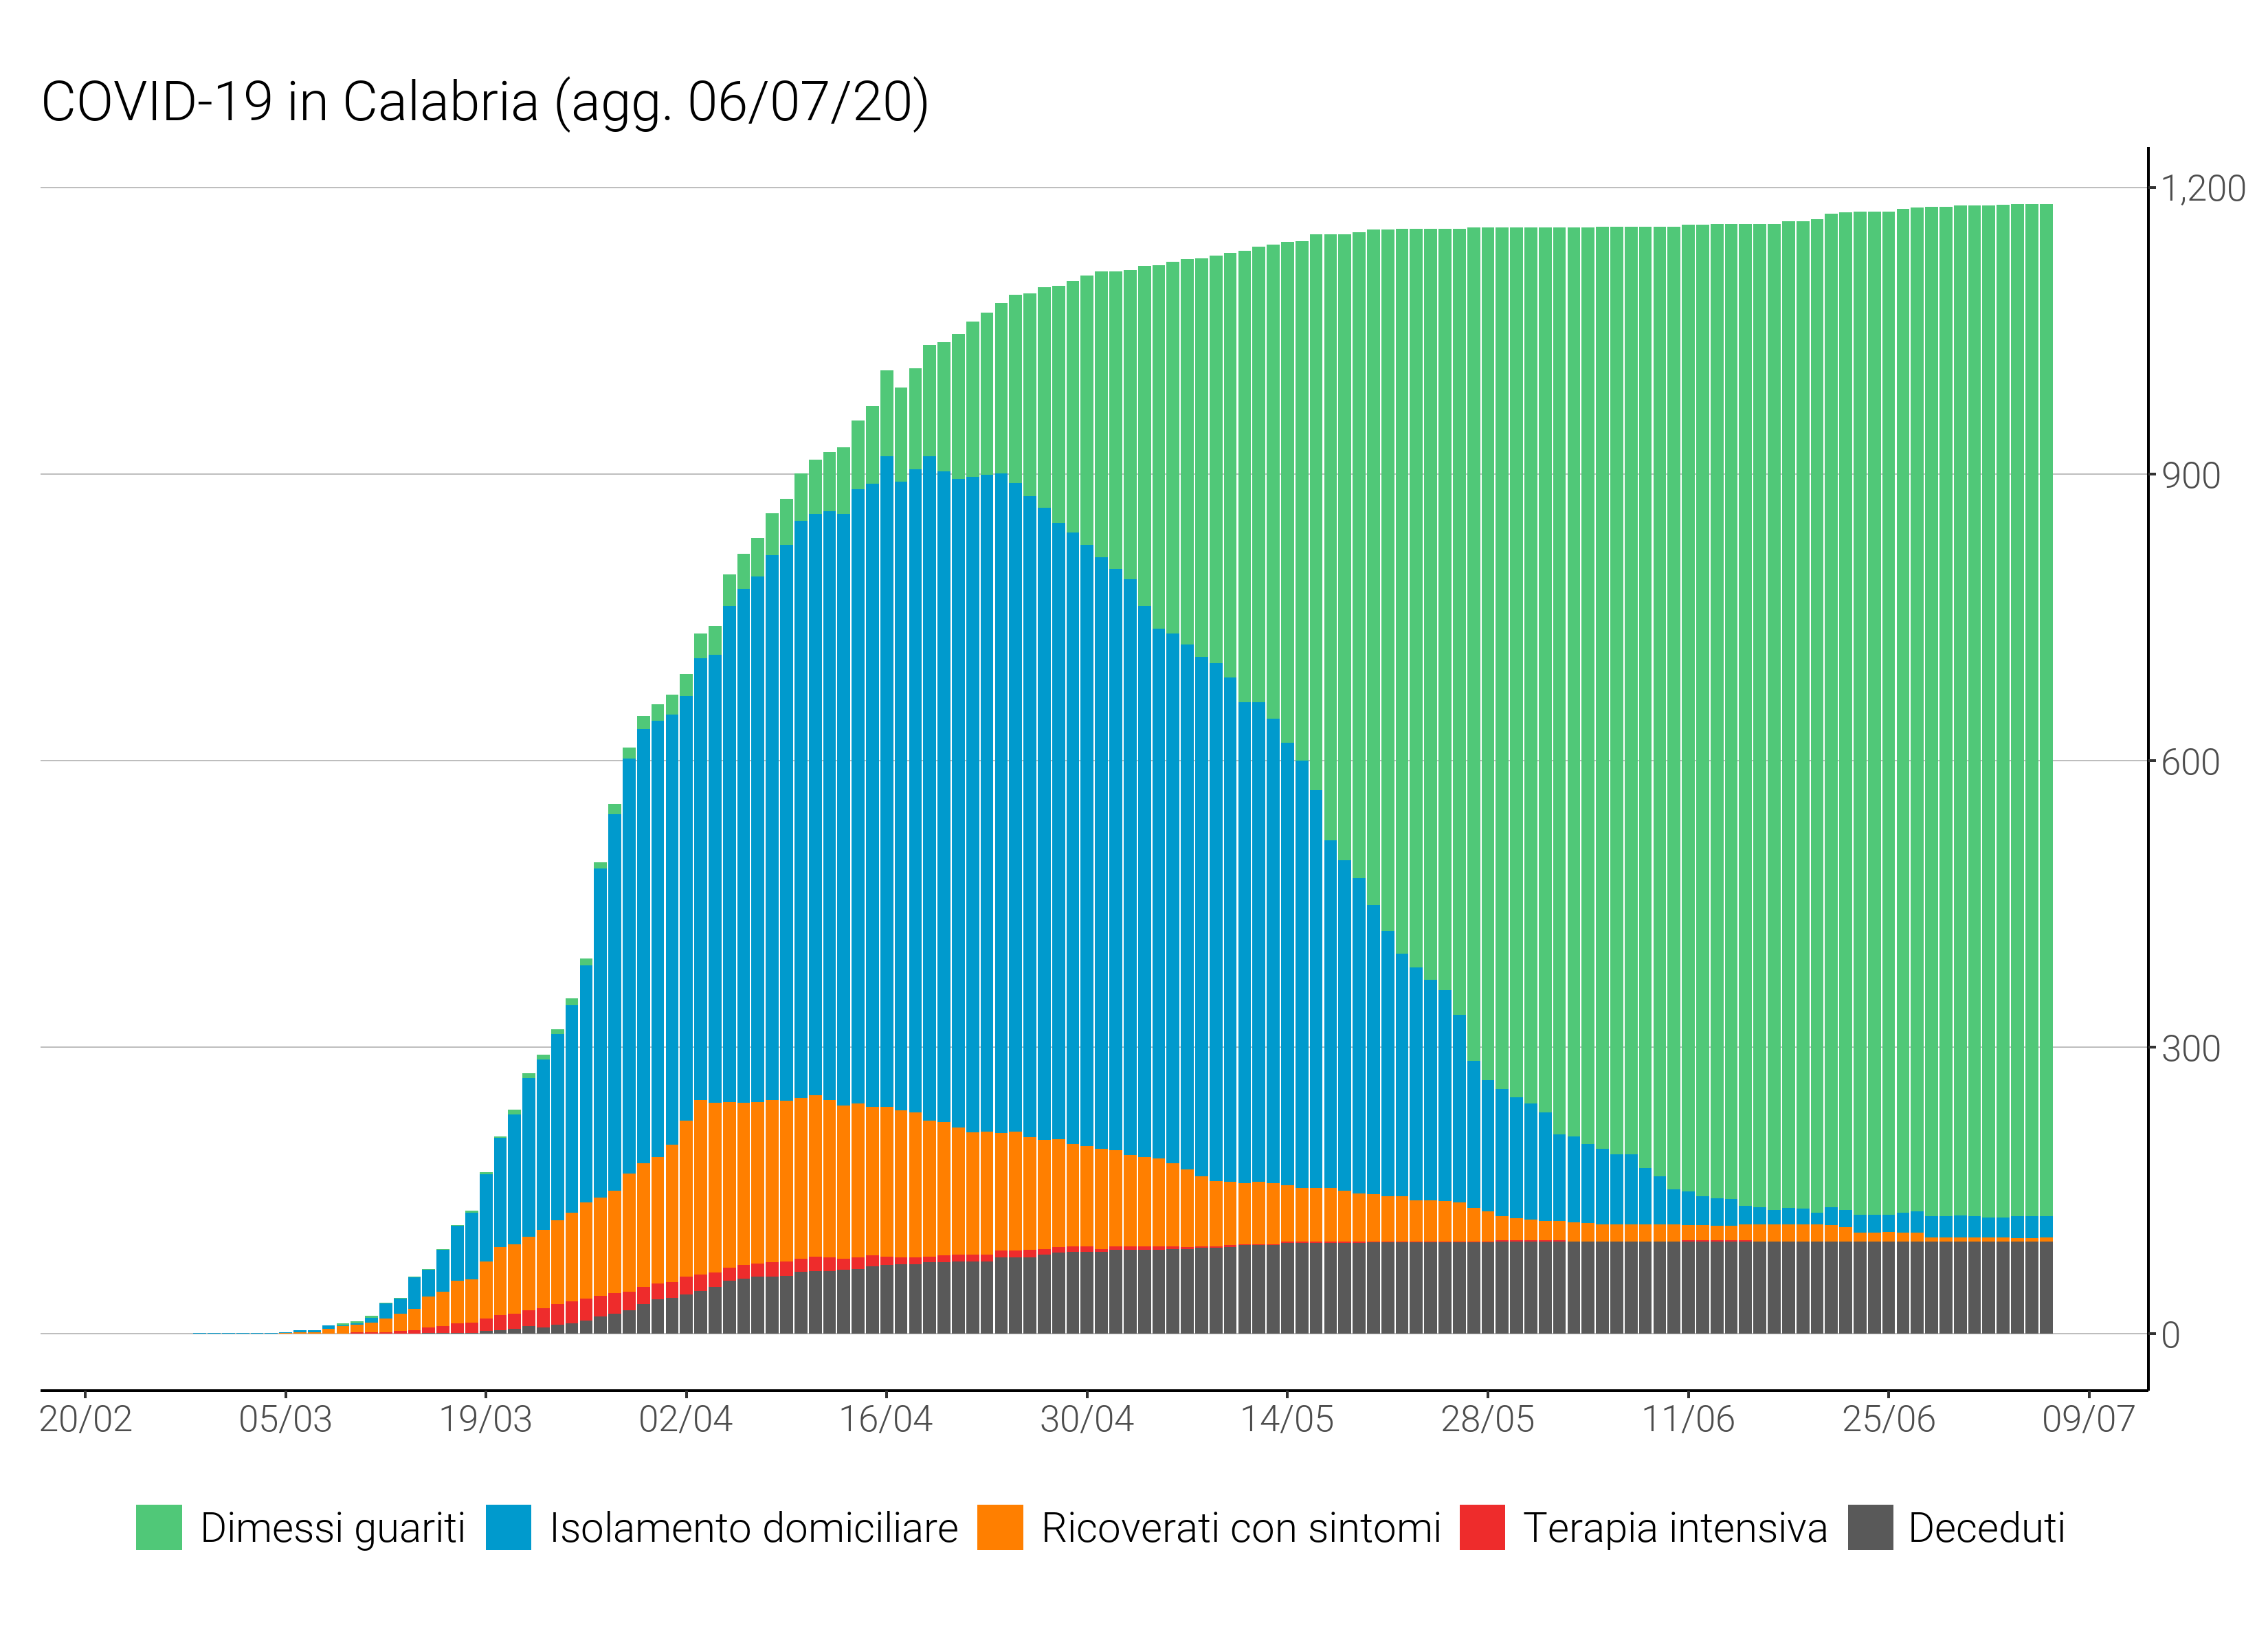 COVID-19 in Calabria (agg. 06/07/20)
1,200
900
600
300
0
20/02 05/03 19/03 02/04 16/04 30/04 14/05 28/05 11/06 25/06 09/07
Dimessi guariti Isolamento domiciliare Ricoverati con sintomi Terapia intensiva Deceduti